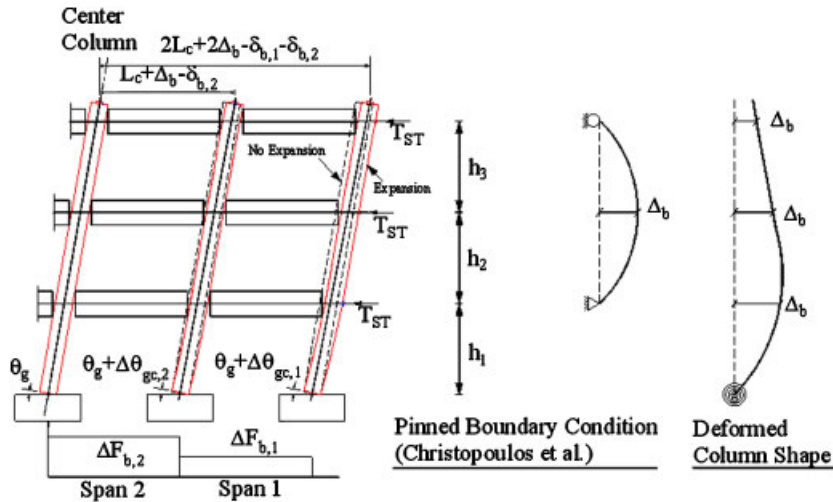 Center
Column
2Lc+2Δb-δb,1-δb,2
Lc+Δb-δb,2
TST
No Expansion
Expansion
TST
TST
h3
h2
h1
θg
θg+Δθgc,2
θg+Δθgc,1
ΔFb,2
ΔFb,1
Span 2
Span 1
Δb
Pinned Boundary Condition
(Christopoulos et al.)
Δb
Δb
Δb
Deformed
Column Shape